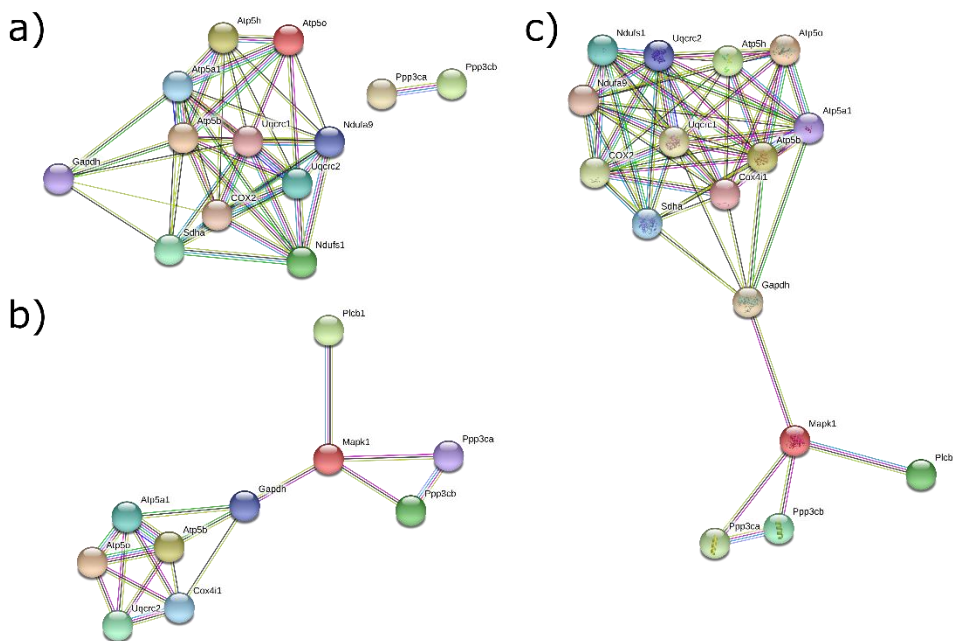 a)
Atp5h
Atp5o
Atp5a1
Atp5b
Uqcrc1
Ndufa9
Uqcrc2
Gapdh
COX2
Sdha
Ndufs1
Ppp3ca
Ppp3cb
b)
Plcb1
Mapk1
Ppp3ca
Ppp3cb
Gapdh
Atp5a1
Atp5b
Atp5o
Cox4i1
Uqcrc2
c)
Ndufs1
Uqcrc2
Atp5h
Atp5o
Ndufa9
Atp5a1
Uqcrc1
Atp5b
COX2
Cox4i1
Sdha
Gapdh
Mapk1
Plcb
Ppp3ca
Ppp3cb